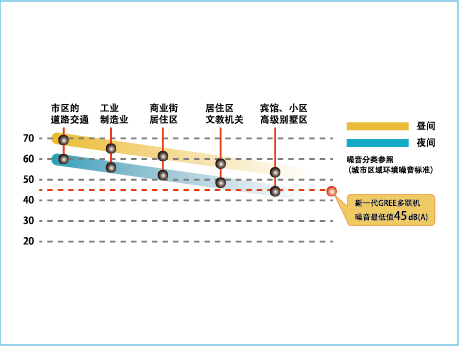 市区的
道路交通
工业
制造业
商业街
居住区
居住区
文教机关
宾馆、小区
高级别墅区
70
60
50
40
30
20
昼间
夜间
噪音分类参照
（城市区域环境噪音标准）
新一代GREE多联机
噪音最低值45dB(A)